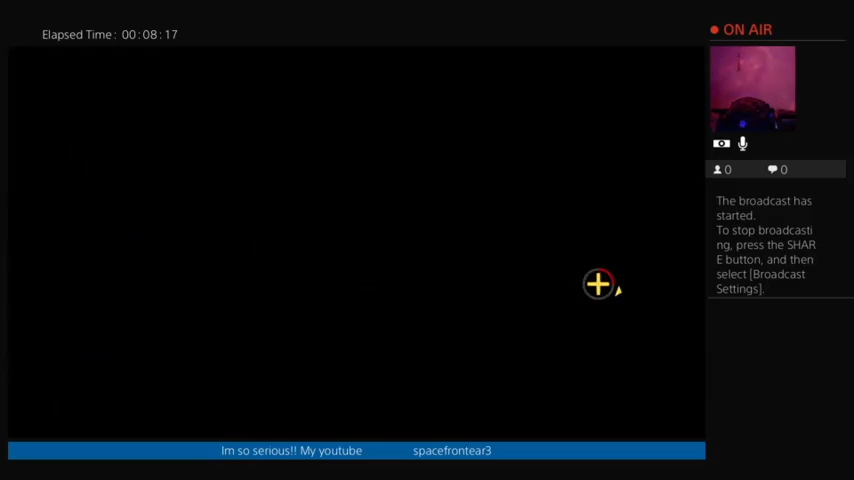 Elapsed Time: 00:08:17
ON AIR
0 0
The broadcast has
started.
To stop broadcasti
ng, press the SHAR
E button, and then
select [Broadcast
Settings].
Im so serious!! My youtube spacefrontear3